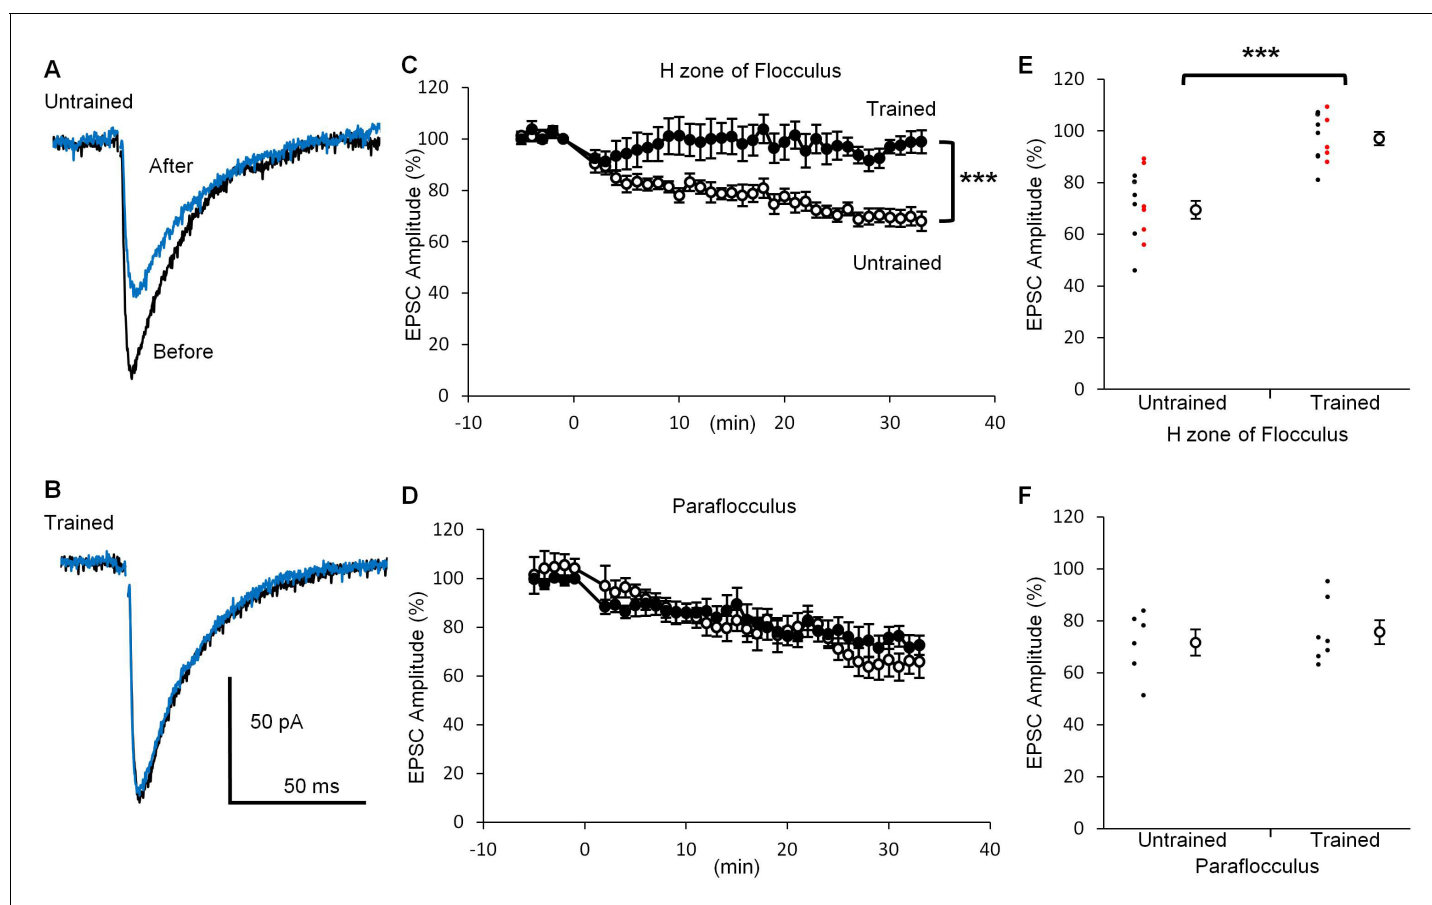 A
Untrained
After
Before
B
Trained
50 pA
50 ms
C
H zone of Flocculus
EPSC Amplitude (%)
120
100
80
60
40
20
0
-10
0
10
20
30
40
(min)
Trained
***
Untrained
D
Paraflocculus
EPSC Amplitude (%)
120
100
80
60
40
20
0
-10
0
10
20
30
40
(min)
E
***
EPSC Amplitude (%)
120
100
80
60
40
20
0
Untrained
Trained
H zone of Flocculus
F
EPSC Amplitude (%)
120
100
80
60
40
20
0
Untrained
Trained
Paraflocculus